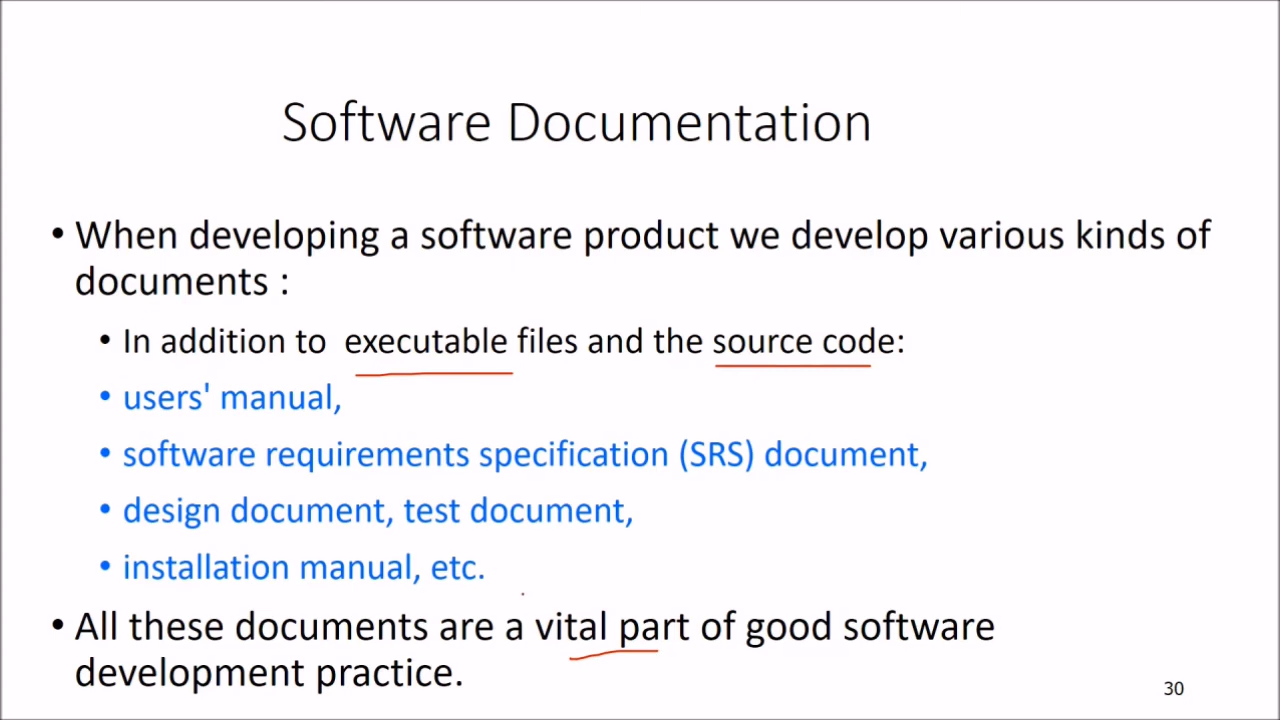 Software Documentation
• When developing a software product we develop various kinds of
documents :
• In addition to executable files and the source code:
• users' manual,
• software requirements specification (SRS) document,
• design document, test document,
• installation manual, etc.
• All these documents are a vital part of good software
development practice.
30